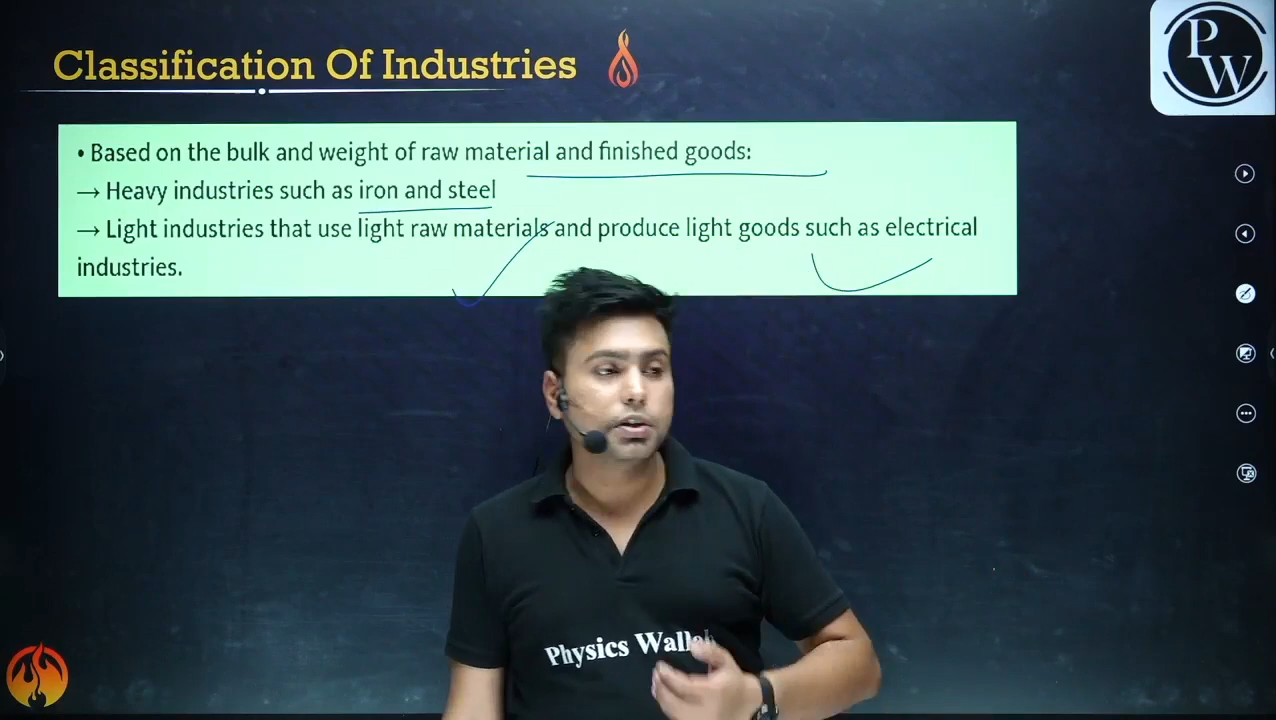 Classification Of Industries
PW
• Based on the bulk and weight of raw material and finished goods:
→ Heavy industries such as iron and steel
→ Light industries that use light raw materials and produce light goods such as electrical
industries.
Physics